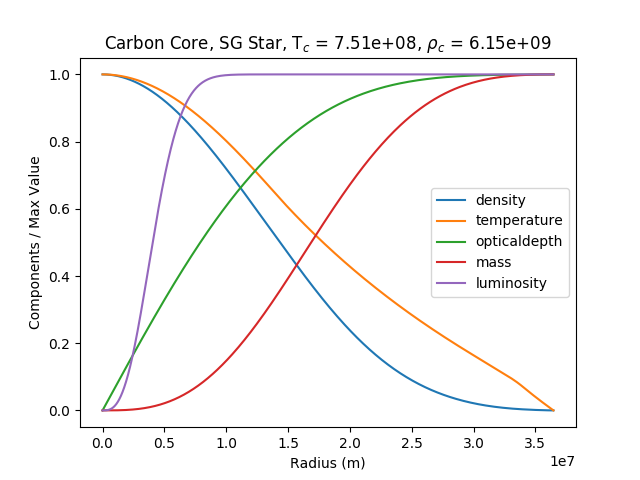 Carbon Core, SG Star, T_c = 7.51e+08, ρ_c = 6.15e+09
1.0
0.8
0.6
0.4
0.2
0.0
Components / Max Value
density
temperature
opticaldepth
mass
luminosity
0.0 0.5 1.0 1.5 2.0 2.5 3.0 3.5
1e7
Radius (m)